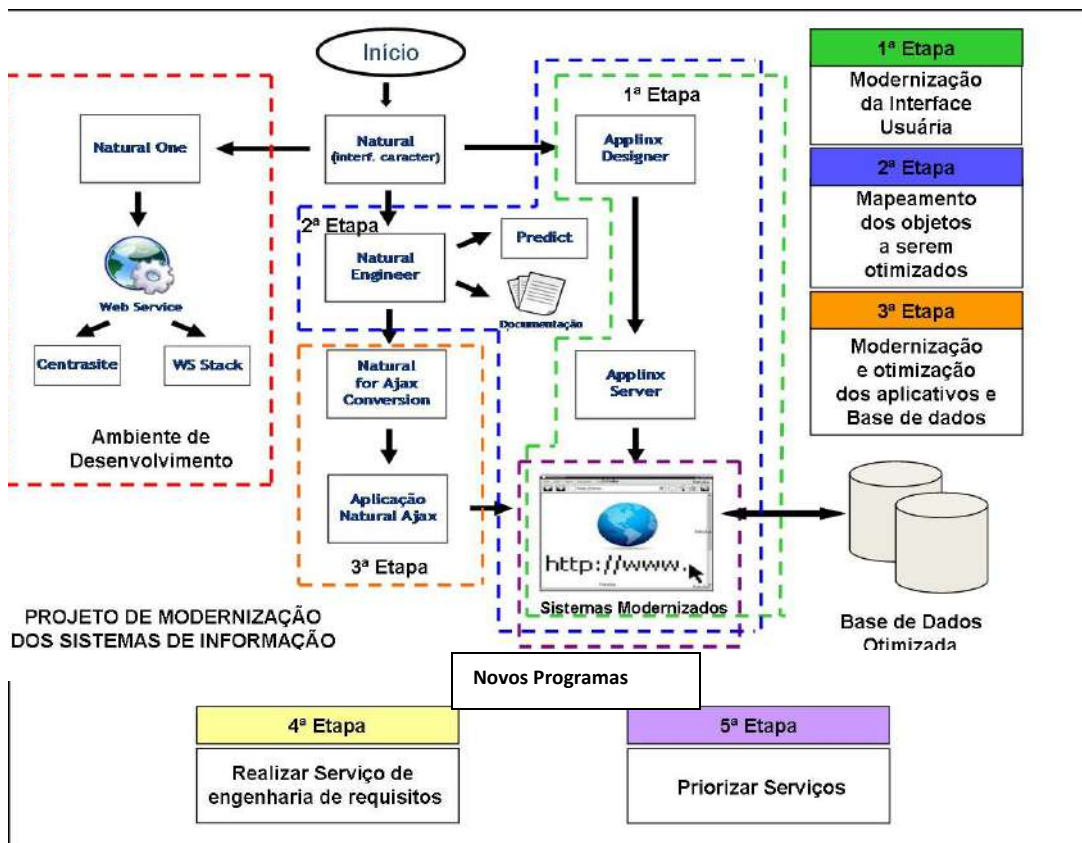 Início
1ª Etapa
Natural One
Natural
(interf. caracter)
Applinx
Designer
2ª Etapa
Natural
Engineer
Predict
Documentação
Web Service
Centrasite
WS Stack
Ambiente de
Desenvolvimento
Natural
for Ajax
Conversion
Applinx
Server
Aplicação
Natural Ajax
3ª Etapa
http://www.
Sistemas Modernizados
1ª Etapa
Modernização
da Interface
Usuária
2ª Etapa
Mapeamento
dos objetos
a serem
otimizados
3ª Etapa
Modernização
e otimização
dos aplicativos e
Base de dados
Base de Dados
Otimizada
PROJETO DE MODERNIZAÇÃO
DOS SISTEMAS DE INFORMAÇÃO
Novos Programas
4ª Etapa
Realizar Serviço de
engenharia de requisitos
5ª Etapa
Priorizar Serviços